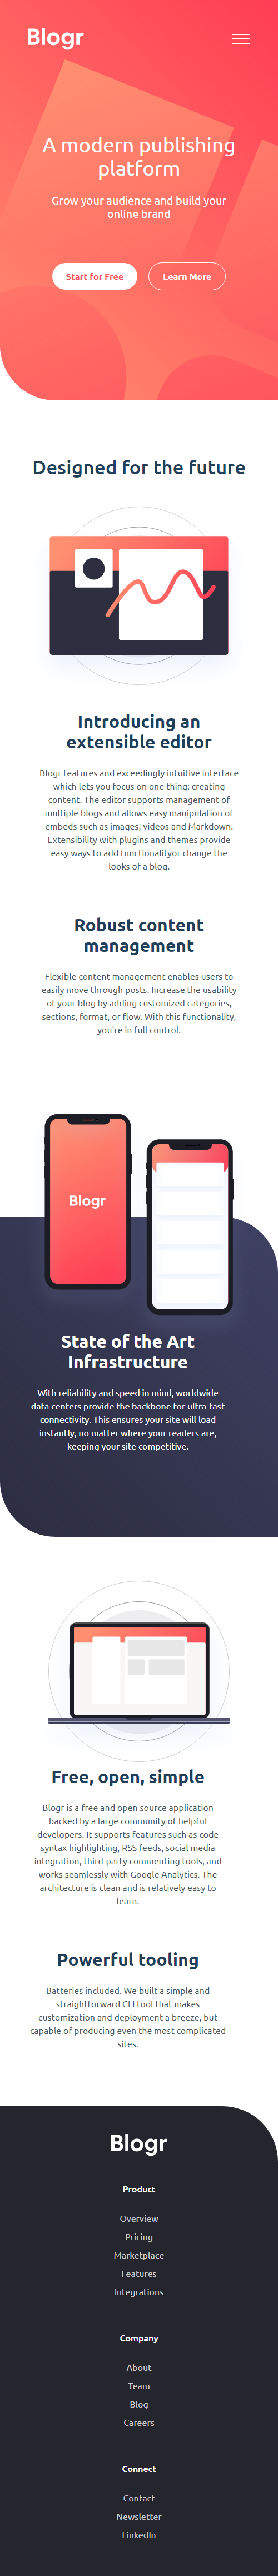 Blogr
A modern publishing
platform
Grow your audience and build your
online brand
Start for Free
Learn More
Designed for the future
Introducing an
extensible editor
Blogr features and exceedingly intuitive interface
which lets you focus on one thing: creating
content. The editor supports management of
multiple blogs and allows easy manipulation of
embeds such as images, videos and Markdown.
Extensibility with plugins and themes provide
easy ways to add functionalityor change the
looks of a blog.
Robust content
management
Flexible content management enables users to
easily move through posts. Increase the usability
of your blog by adding customized categories,
sections, format, or flow. With this functionality,
you're in full control.
Blogr
State of the Art
Infrastructure
With reliability and speed in mind, worldwide
data centers provide the backbone for ultra-fast
connectivity. This ensures your site will load
instantly, no matter where your readers are,
keeping your site competitive.
Free, open, simple
Blogr is a free and open source application
backed by a large community of helpful
developers. It supports features such as code
syntax highlighting, RSS feeds, social media
integration, third-party commenting tools, and
works seamlessly with Google Analytics. The
architecture is clean and is relatively easy to
learn.
Powerful tooling
Batteries included. We built a simple and
straightforward CLI tool that makes
customization and deployment a breeze, but
capable of producing even the most complicated
sites.
Blogr
Product
Overview
Pricing
Marketplace
Features
Integrations
Company
About
Team
Blog
Careers
Connect
Contact
Newsletter
LinkedIn